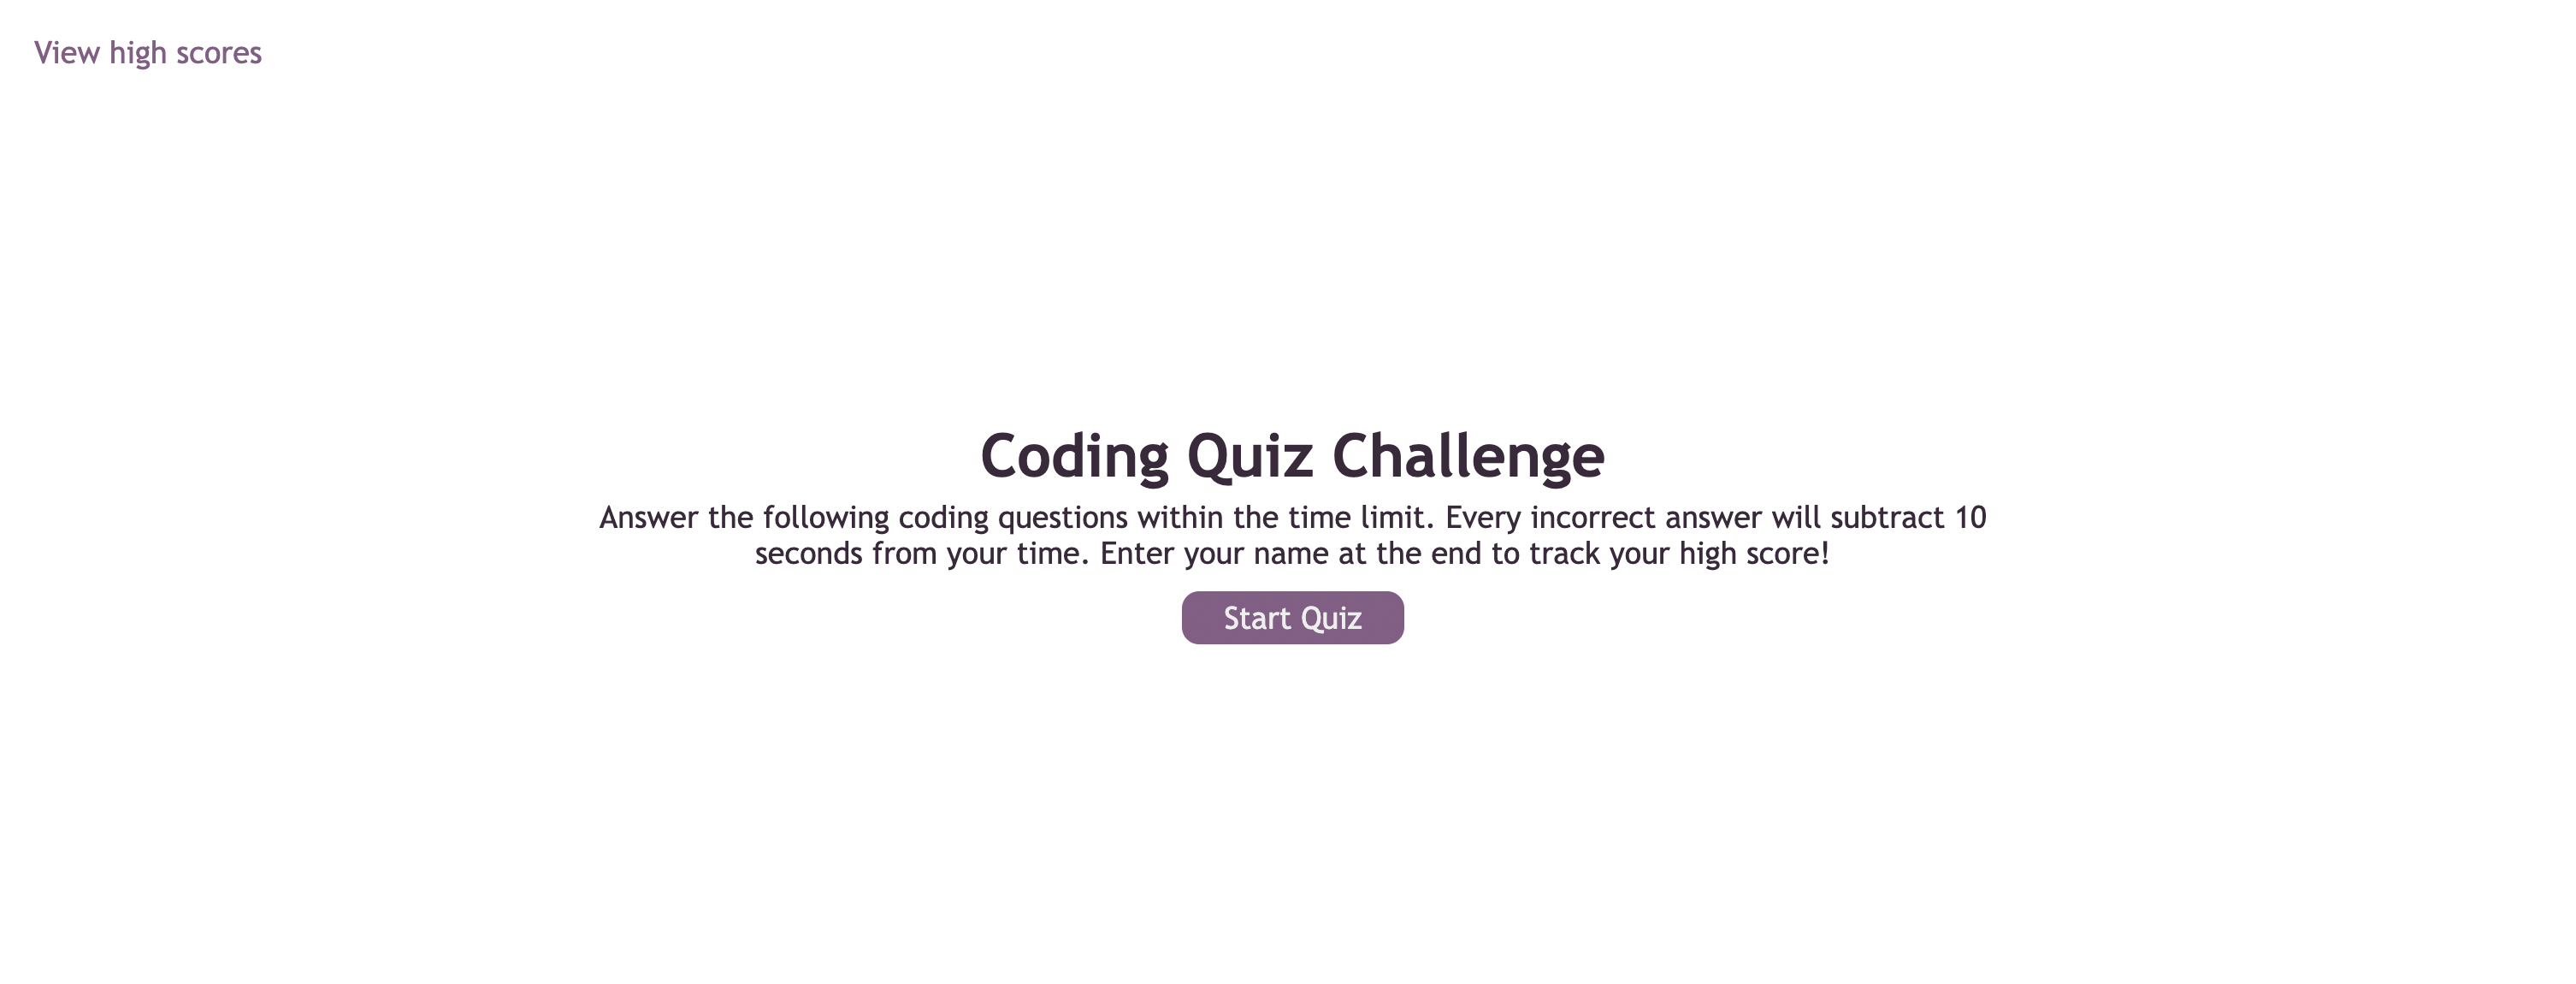 View high scores
Coding Quiz Challenge
Answer the following coding questions within the time limit. Every incorrect answer will subtract 10
seconds from your time. Enter your name at the end to track your high score!
Start Quiz